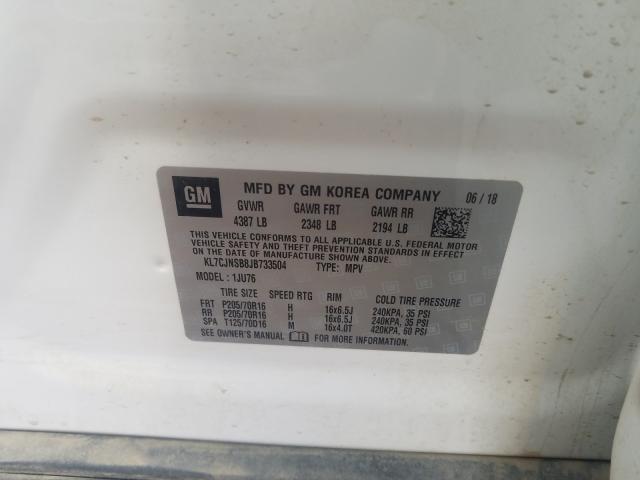 GM
MFD BY GM KOREA COMPANY 06 / 18
GVWR GAWR FRT GAWR RR
4387 LB 2348 LB 2194 LB
THIS VEHICLE CONFORMS TO ALL APPLICABLE U.S. FEDERAL MOTOR
VEHICLE SAFETY AND THEFT PREVENTION STANDARDS IN EFFECT
ON THE DATE OF MANUFACTURE SHOWN ABOVE.
KL7CJNSB8JB733504 TYPE: MPV
MODEL : 1JU76
TIRE SIZE SPEED RTG RIM COLD TIRE PRESSURE
FRT P205/70R16 H 16x6.5J 240KPA, 35 PSI
RR P205/70R16 H 16x6.5J 240KPA, 35 PSI
SPA T125/70D16 M 16x4.0T 420KPA, 60 PSI
SEE OWNER'S MANUAL FOR MORE INFORMATION.